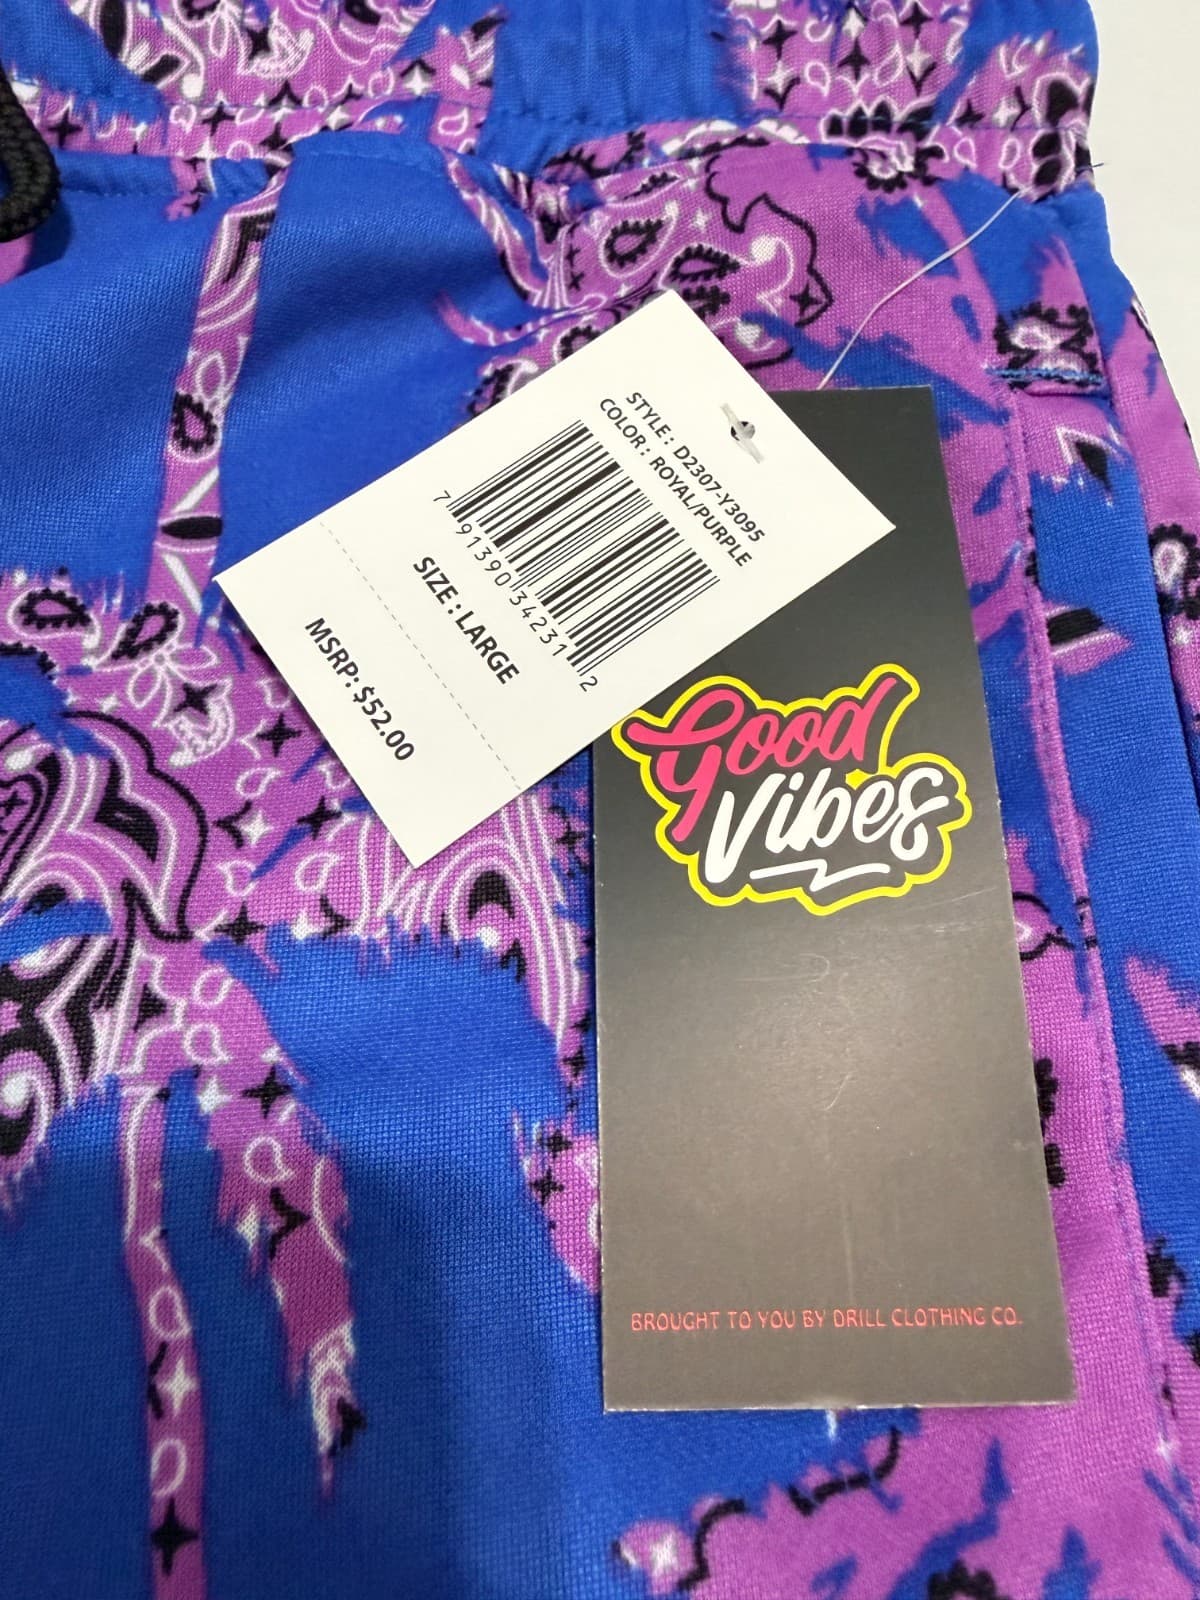 STYLE : D2307-Y3095
COLOR : ROYAL/PURPLE
7 91390 34231 2
SIZE : LARGE
MSRP: $52.00
Good
Vibes
BROUGHT TO YOU BY DRILL CLOTHING CO.